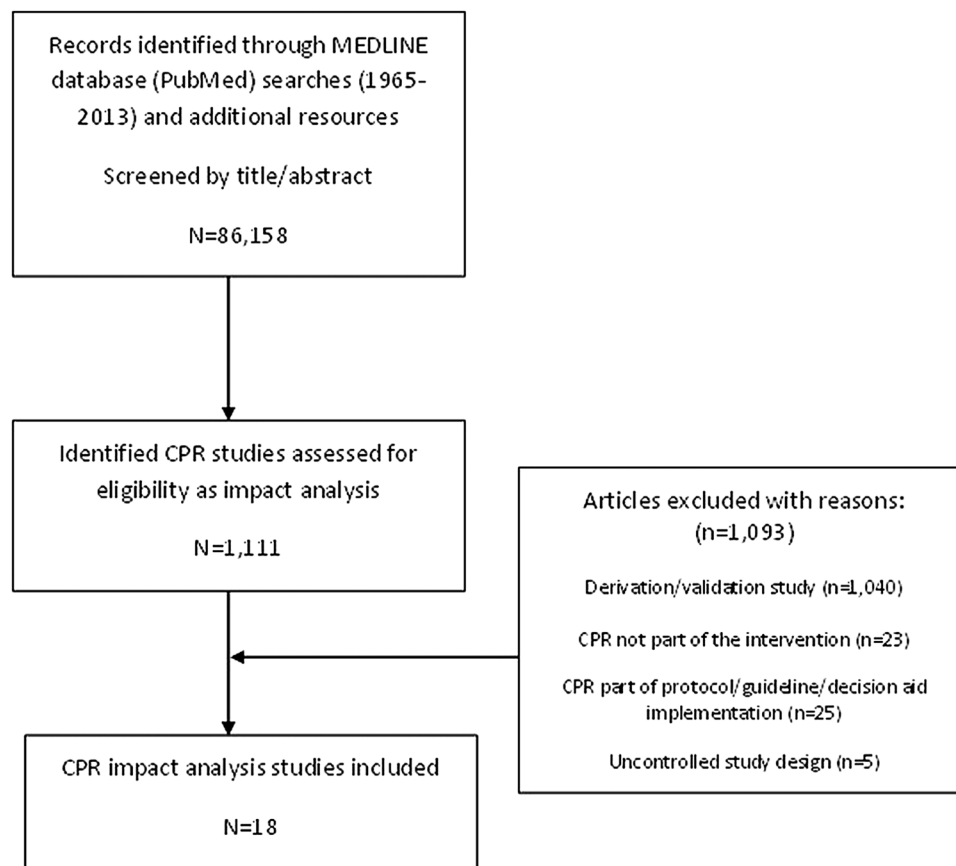 Records identified through MEDLINE
database (PubMed) searches (1965-
2013) and additional resources
Screened by title/abstract
N=86,158
Identified CPR studies assessed for
eligibility as impact analysis
N=1,111
Articles excluded with reasons:
(n=1,093)
Derivation/validation study (n=1,040)
CPR not part of the intervention (n=23)
CPR part of protocol/guideline/decision aid
implementation (n=25)
Uncontrolled study design (n=5)
CPR impact analysis studies included
N=18